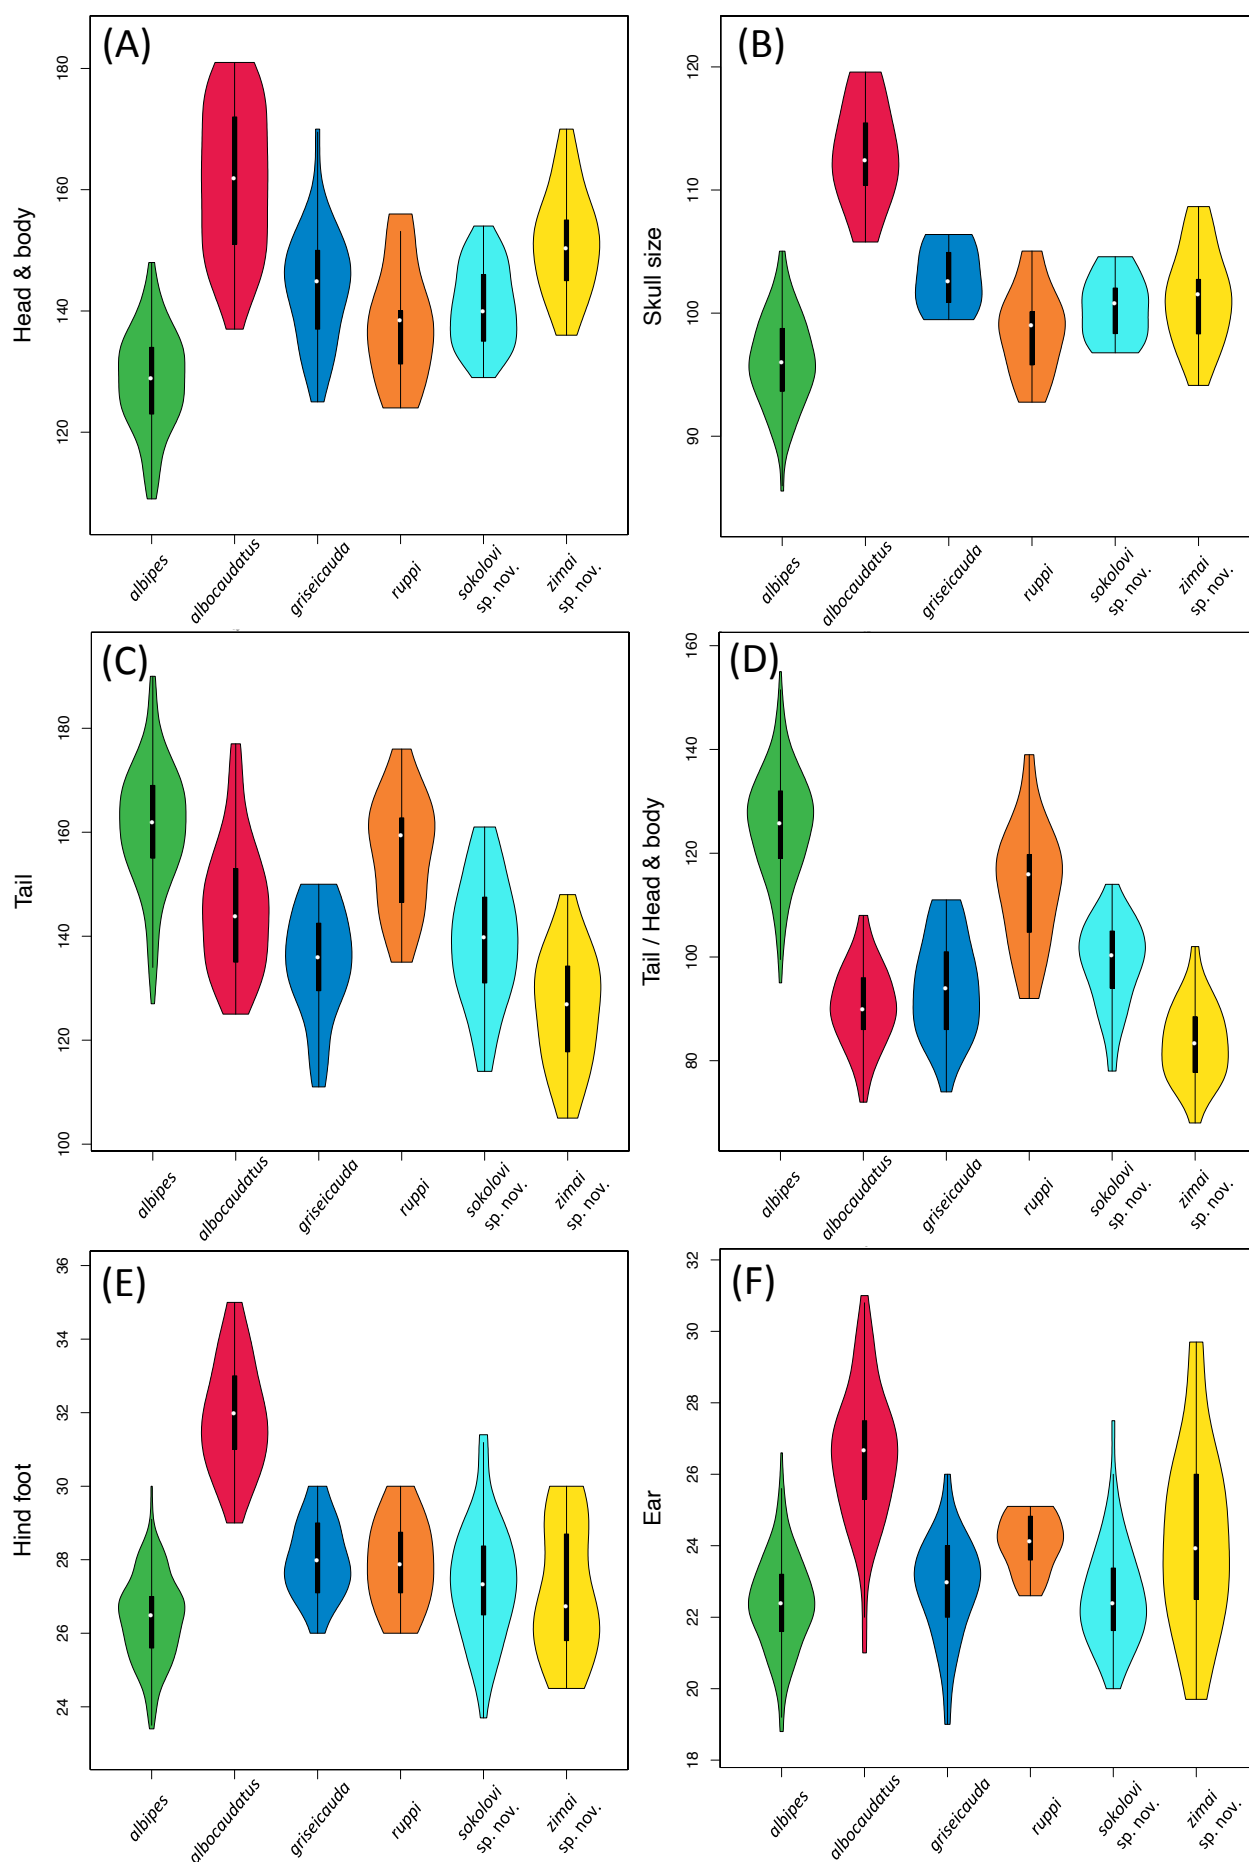 (A)
Head & body
180
160
140
120
albipes
albocaudatus
griseicauda
ruppi
sokolovi
sp. nov.
zimai
sp. nov.
(B)
Skull size
120
110
100
90
albipes
albocaudatus
griseicauda
ruppi
sokolovi
sp. nov.
zimai
sp. nov.
(C)
Tail
180
160
140
120
100
albipes
albocaudatus
griseicauda
ruppi
sokolovi
sp. nov.
zimai
sp. nov.
(D)
Tail / Head & body
160
140
120
100
80
albipes
albocaudatus
griseicauda
ruppi
sokolovi
sp. nov.
zimai
sp. nov.
(E)
Hind foot
36
34
32
30
28
26
24
albipes
albocaudatus
griseicauda
ruppi
sokolovi
sp. nov.
zimai
sp. nov.
(F)
Ear
32
30
28
26
24
22
20
18
albipes
albocaudatus
griseicauda
ruppi
sokolovi
sp. nov.
zimai
sp. nov.